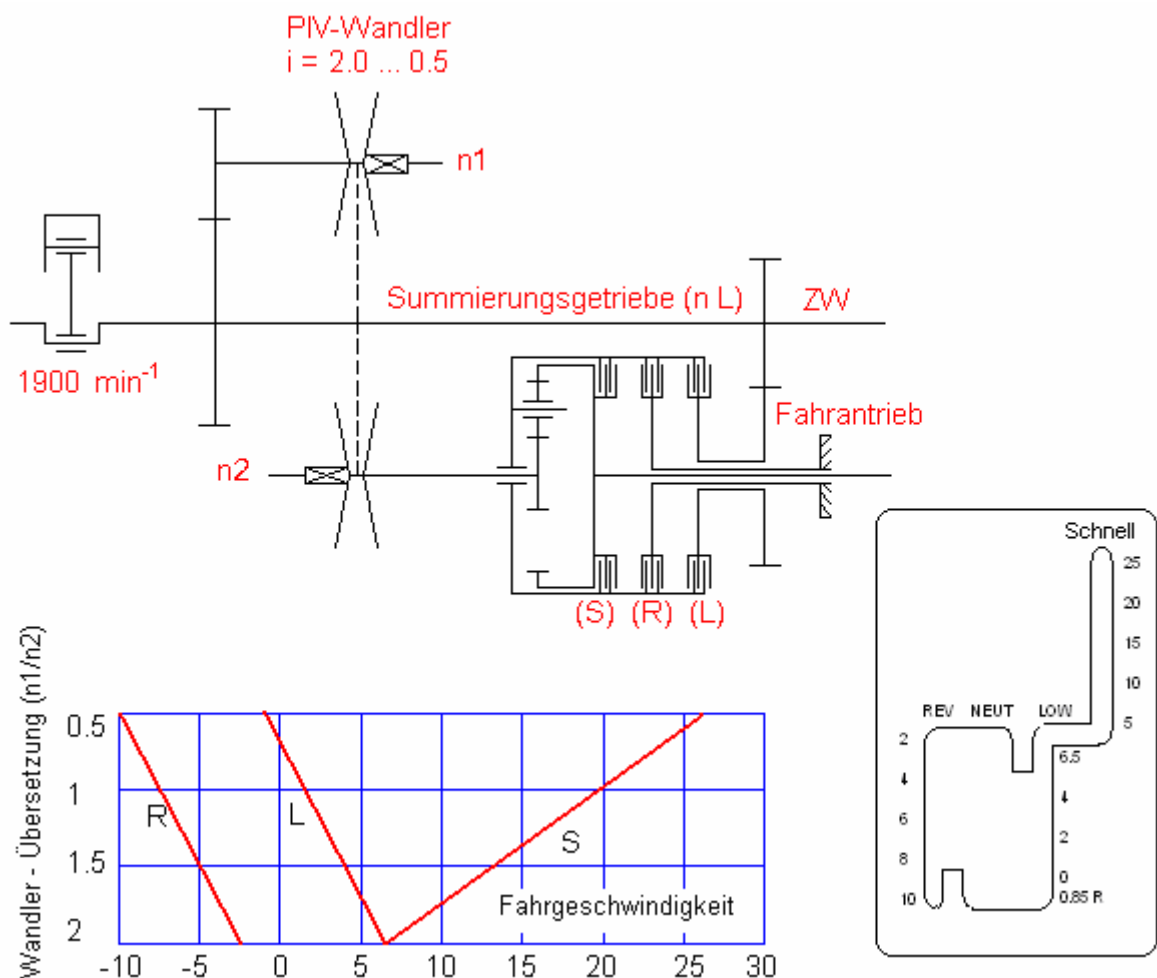 PIV-Wandler
i = 2.0 ... 0.5
n1
Summierungsgetriebe (n L)
ZW
1900 min-1
Fahrantrieb
n2
(S) (R) (L)
Wandler - Übersetzung (n1/n2)
0.5
1
1.5
2
R
L
S
Fahrgeschwindigkeit
-10 -5 0 5 10 15 20 25 30
Schnell
25
20
15
10
5
REV NEUT LOW
2
4
6
8
10
6.5
4
2
0
0.85 R